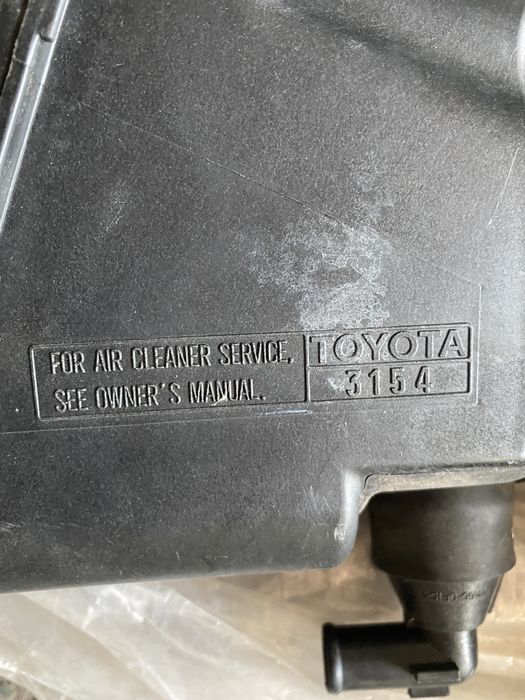 FOR AIR CLEANER SERVICE,
SEE OWNER'S MANUAL.
TOYOTA
3154